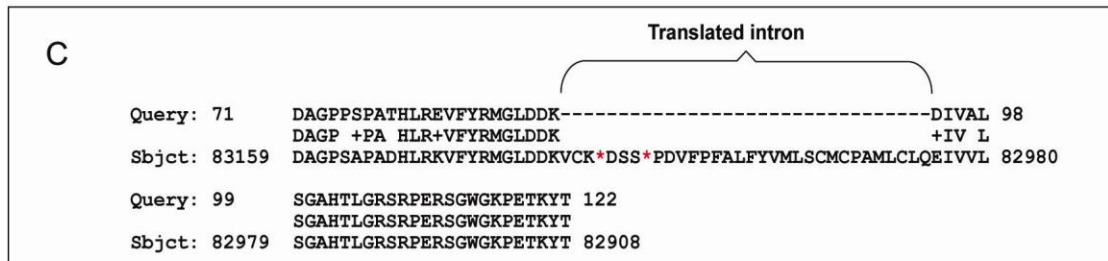 C
Translated intron
Query: 71 DAGPPSPATHLREVFYRMGLDDK--------------------------------DIVAL 98
DAGP +PA HLR+VFYRMGLDDK                                +IV L
Sbjct: 83159 DAGPSAPADHLRKVFYRMGLDDKVCK*DSS*PDVFPFALFYVMLSCMCPAMLCLQEIVVL 82980
Query: 99 SGAHTLGRSRPERSGWGKPETKYT 122
SGAHTLGRSRPERSGWGKPETKYT
Sbjct: 82979 SGAHTLGRSRPERSGWGKPETKYT 82908